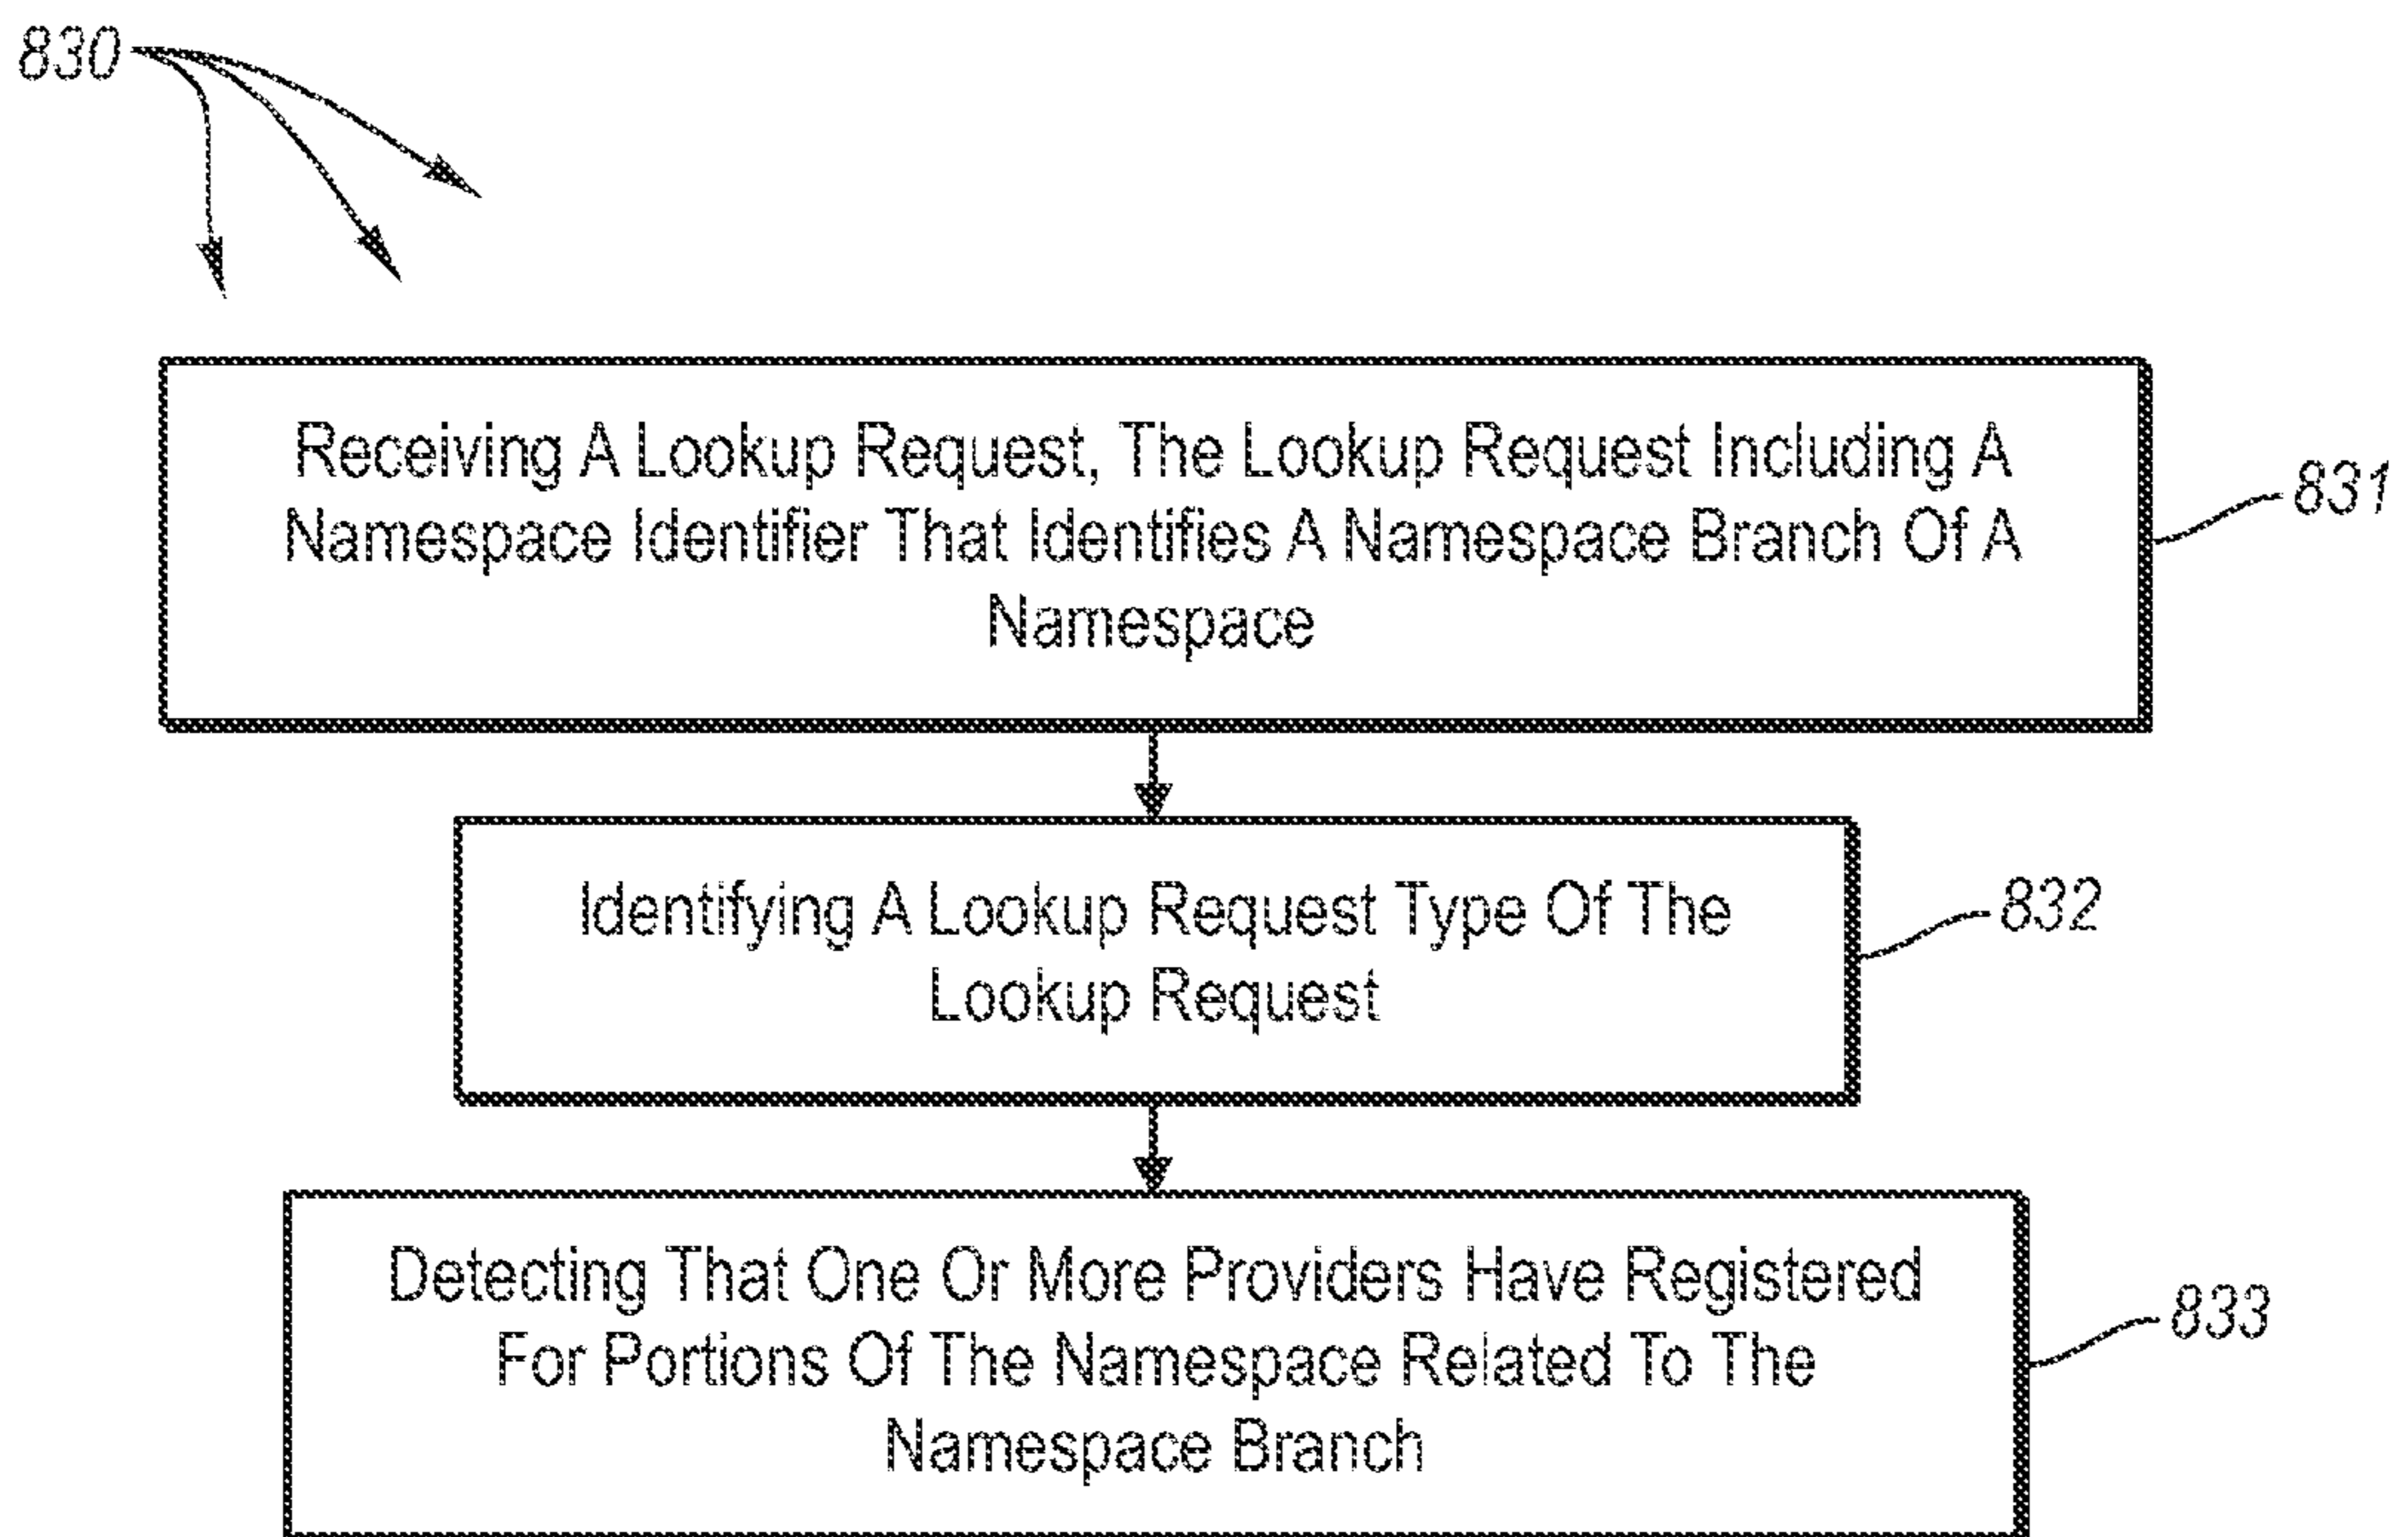 830
Receiving A Lookup Request, The Lookup Request Including A
Namespace Identifier That Identifies A Namespace Branch Of A
Namespace
831
Identifying A Lookup Request Type Of The
Lookup Request
832
Detecting That One Or More Providers Have Registered
For Portions Of The Namespace Related To The
Namespace Branch
833